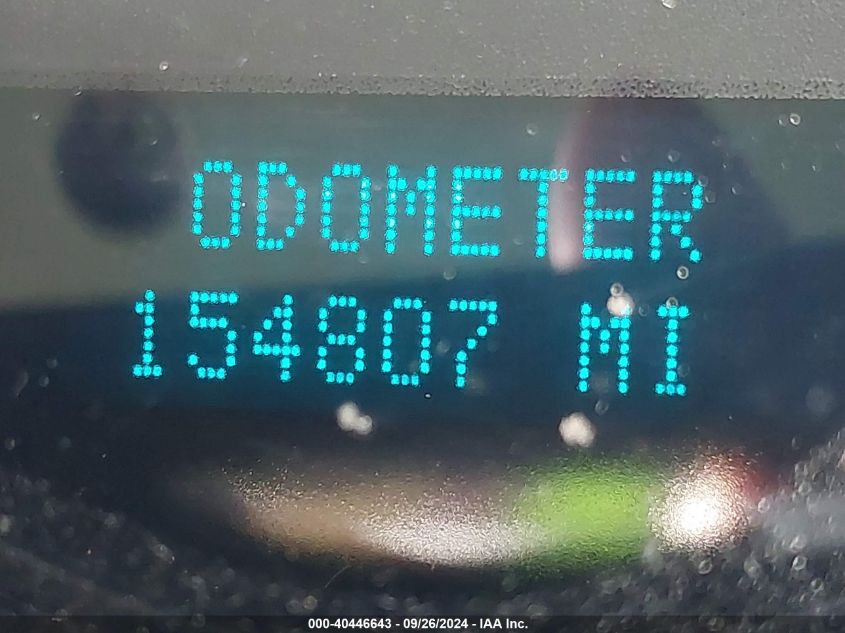 ODOMETER
154807 MI
000-40446643 - 09/26/2024 - IAA Inc.